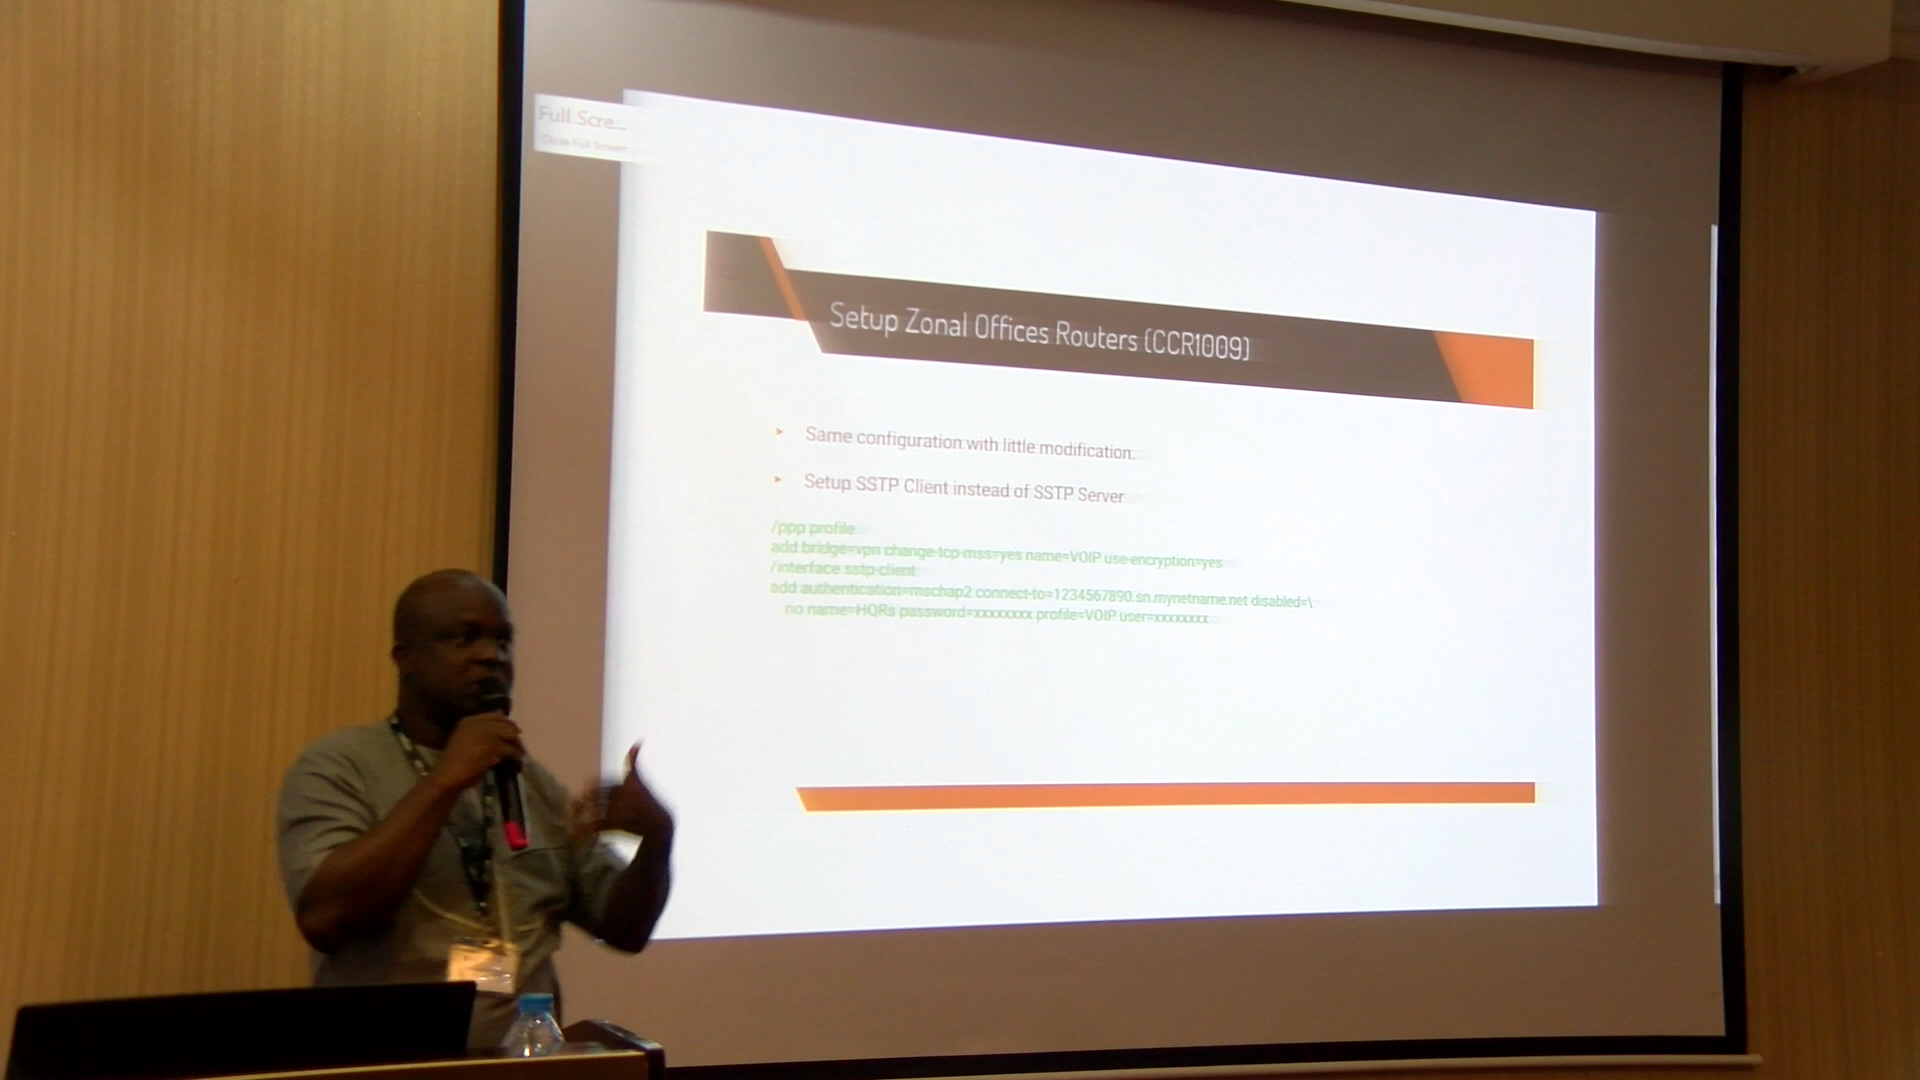 Full Scre...
Close Full Screen
Setup Zonal Offices Routers (CCR1009)
Same configuration with little modification.
Setup SSTP Client instead of SSTP Server
/ppp profile
add bridge=vpn change-tcp-mss=yes name=VOIP use-encryption=yes
/interface sstp-client
add authentication=mschap2 connect-to=1234567890.sn.mynetname.net disabled=\
no name=HQRs password=xxxxxxxx profile=VOIP user=xxxxxxxx